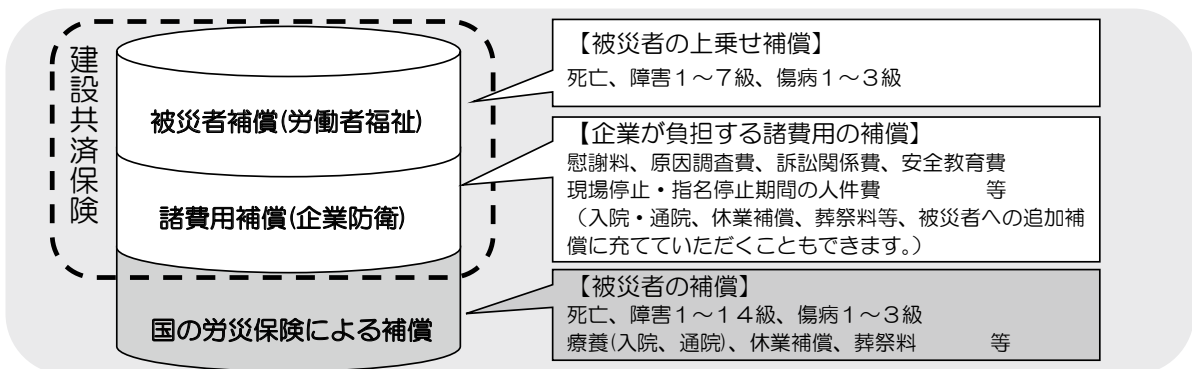 建設共済保険
被災者補償(労働者福祉)
諸費用補償(企業防衛)
国の労災保険による補償
【被災者の上乗せ補償】
死亡、障害１～７級、傷病１～３級
【企業が負担する諸費用の補償】
慰謝料、原因調査費、訴訟関係費、安全教育費
現場停止・指名停止期間の人件費　　　　　等
（入院・通院、休業補償、葬祭料等、被災者への追加補
償に充てていただくこともできます。）
【被災者の補償】
死亡、障害１～１４級、傷病１～３級
療養(入院、通院)、休業補償、葬祭料　　　　等